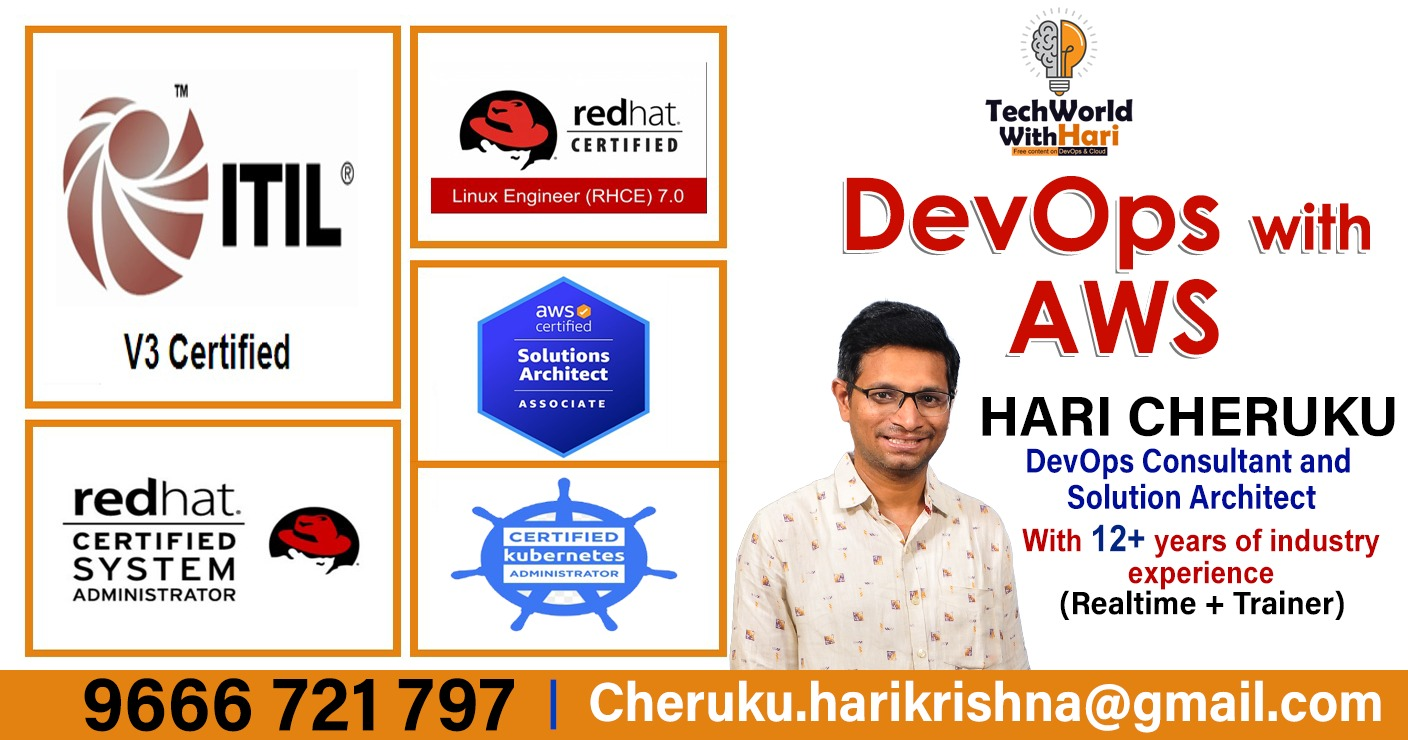 ™
ITIL®
V3 Certified
redhat.
CERTIFIED
Linux Engineer (RHCE) 7.0
aws
certified
Solutions
Architect
ASSOCIATE
redhat.
CERTIFIED
SYSTEM
ADMINISTRATOR
CERTIFIED
kubernetes
ADMINISTRATOR
TechWorld
WithHari
Free content on DevOps & Cloud
DevOps with
AWS
HARI CHERUKU
DevOps Consultant and
Solution Architect
With 12+ years of industry
experience
(Realtime + Trainer)
9666 721 797 | Cheruku.harikrishna@gmail.com